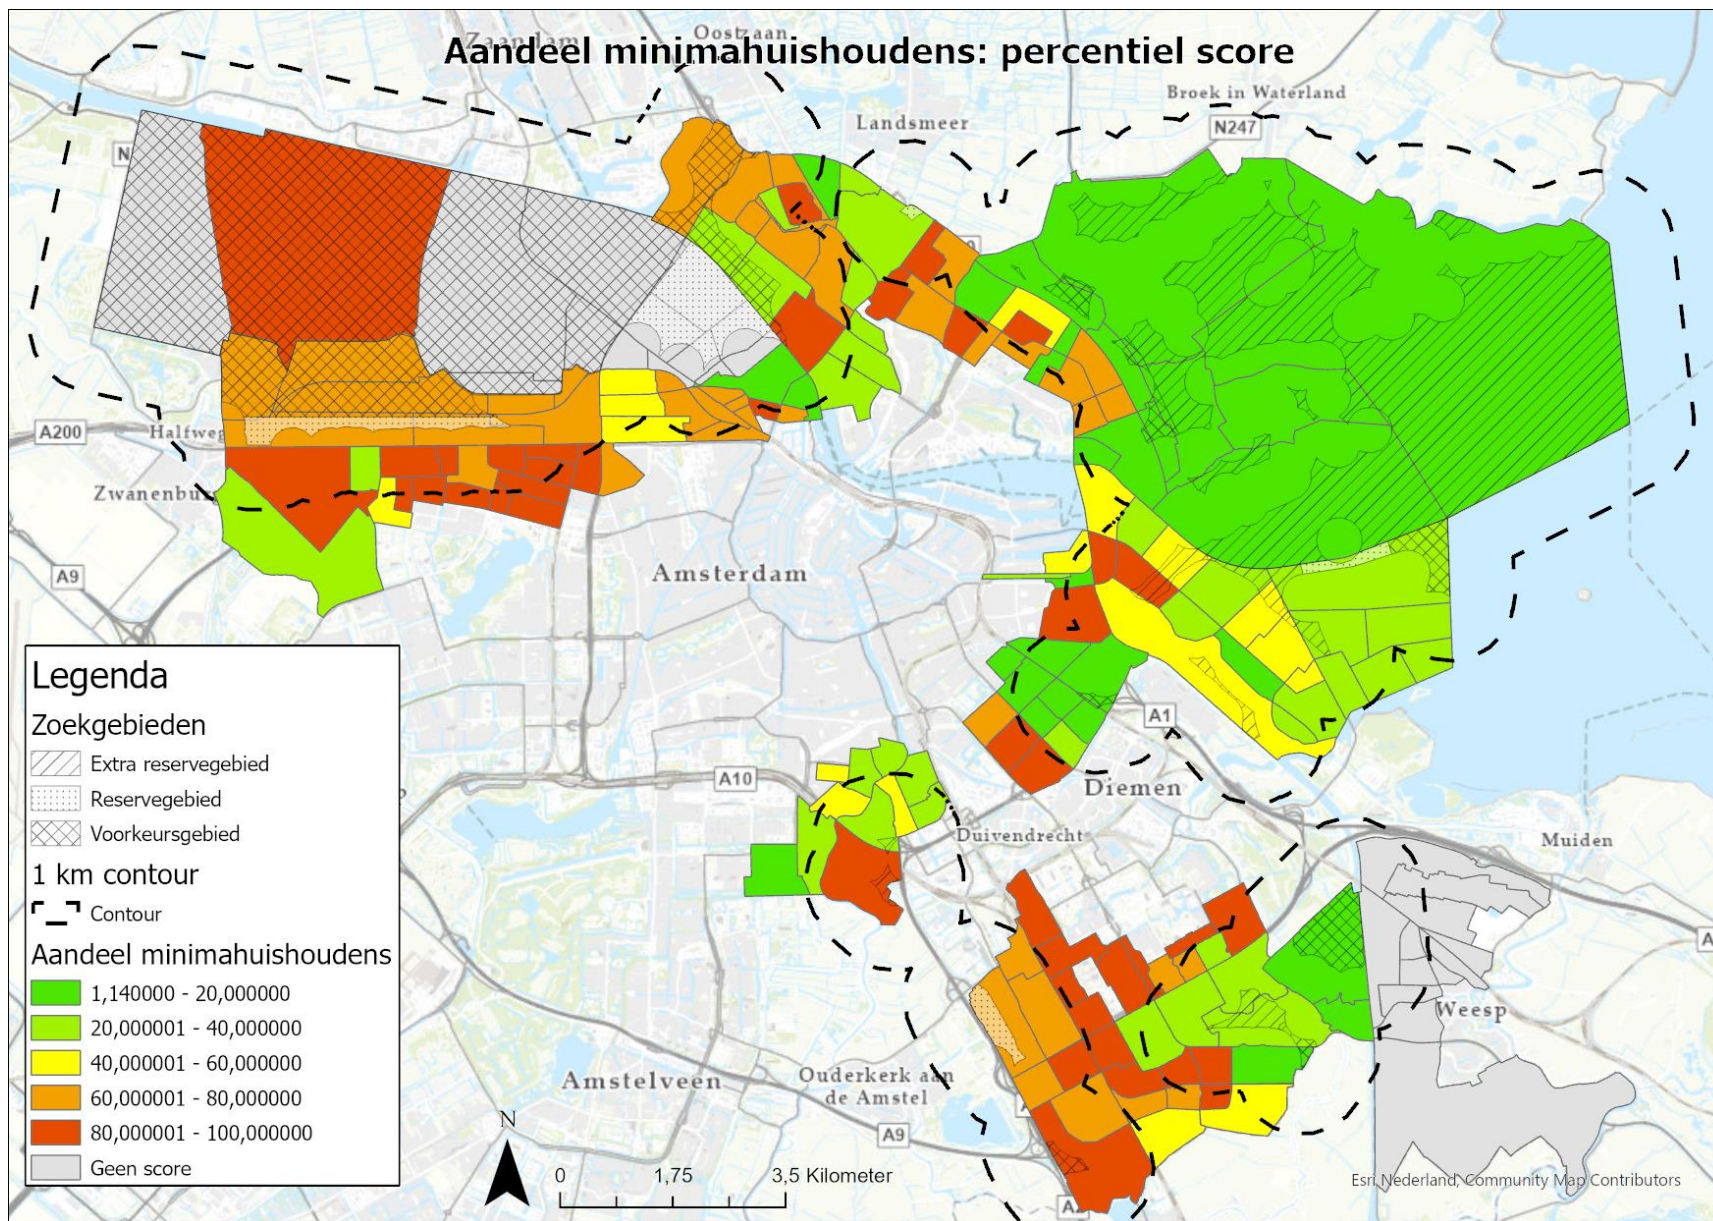 Zaandam
Oostzaan
Aandeel minimahuishoudens: percentiel score
Broek in Waterland
Landsmeer
N247
N
A200
Halfweg
Zwanenburg
A9
Amsterdam
A1
A10
Diemen
Duivendrecht
Muiden
A
Weesp
Amstelveen
Ouderkerk aan
de Amstel
A9
A2
Legenda
Zoekgebieden
Extra reservegebied
Reservegebied
Voorkeursgebied
1 km contour
Contour
Aandeel minimahuishoudens
1,140000 - 20,000000
20,000001 - 40,000000
40,000001 - 60,000000
60,000001 - 80,000000
80,000001 - 100,000000
Geen score
N
0 1,75 3,5 Kilometer
Esri Nederland, Community Map Contributors